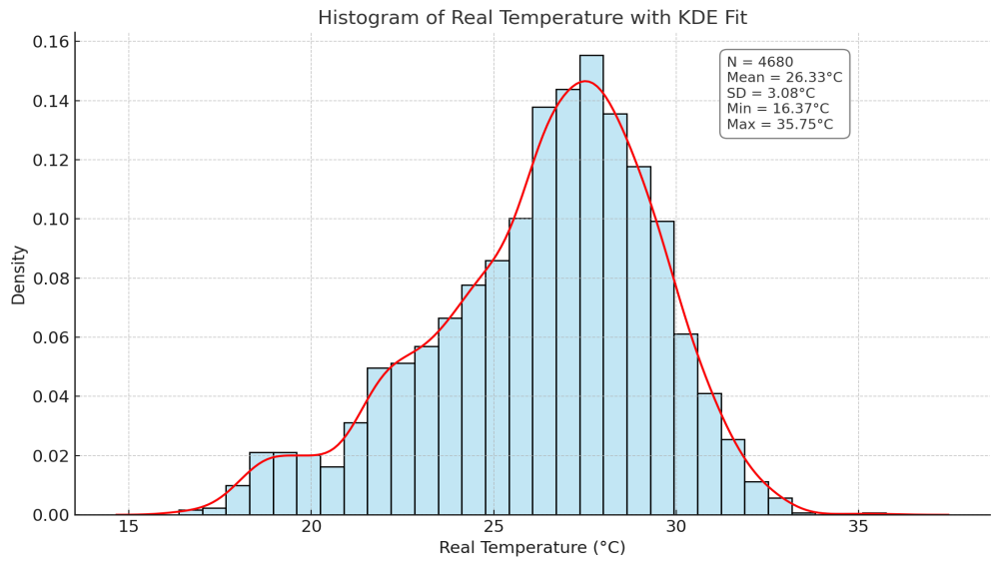 Histogram of Real Temperature with KDE Fit
N = 4680
Mean = 26.33°C
SD = 3.08°C
Min = 16.37°C
Max = 35.75°C
Density
0.16
0.14
0.12
0.10
0.08
0.06
0.04
0.02
0.00
15 20 25 30 35
Real Temperature (°C)